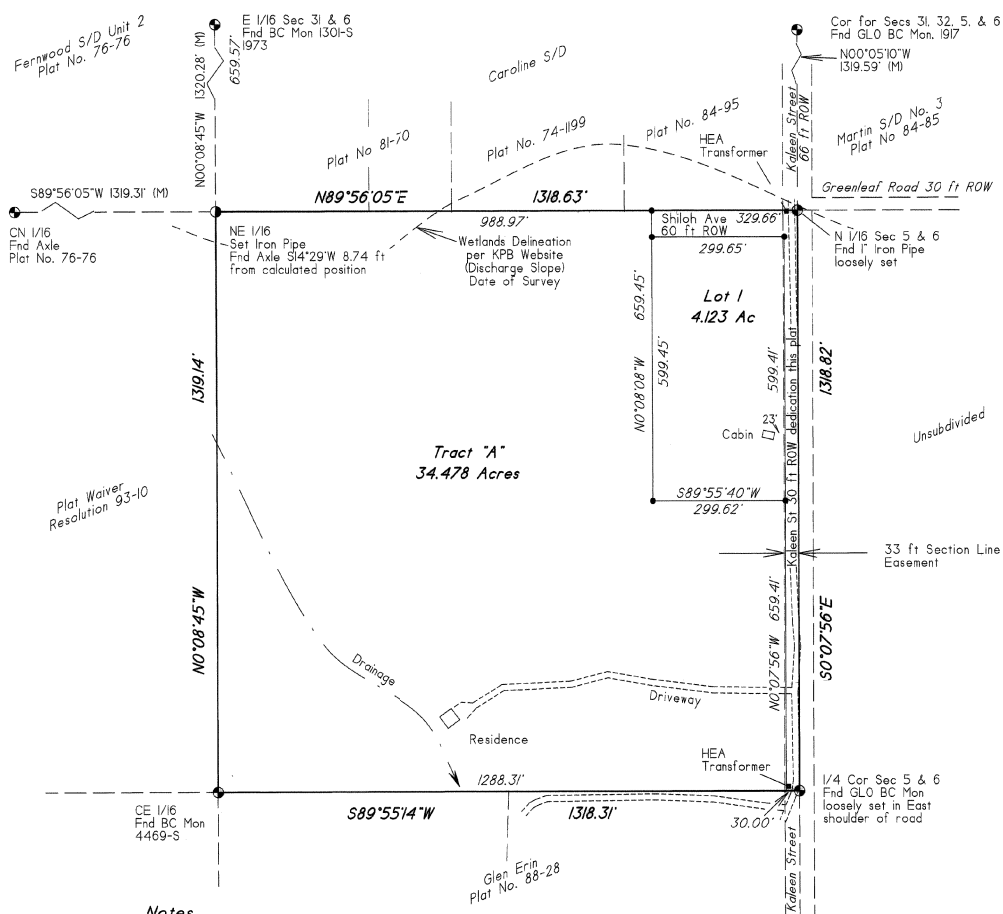 Fernwood S/D Unit 2
Plat No. 76-76
E 1/16 Sec 31 & 6
Fnd BC Mon 1301-S
1973
659.57'
N00°08'45"W 1320.28' (M)
Caroline S/D
Cor for Secs 31, 32, 5, & 6
Fnd GLO BC Mon. 1917
N00°05'10"W
1319.59' (M)
Kaleen Street
66 ft ROW
Martin S/D No. 3
Plat No 84-85
Plat No 81-70
Plat No. 74-1199
Plat No. 84-95
HEA
Transformer
Greenleaf Road 30 ft ROW
S89°56'05"W 1319.31' (M)
N89°56'05"E
1318.63'
CN 1/16
Fnd Axle
Plat No. 76-76
NE 1/16
Set Iron Pipe
Fnd Axle S14°29'W 8.74 ft
from calculated position
988.97'
Wetlands Delineation
per KPB Website
(Discharge Slope)
Date of Survey
Shiloh Ave
60 ft ROW
329.66'
299.65'
N 1/16 Sec 5 & 6
Fnd 1" Iron Pipe
loosely set
Lot 1
4.123 Ac
659.45'
N0°08'08"W
599.45'
599.41'
Kaleen St 30 ft ROW dedication this plat
1319.14'
1318.82'
Cabin
23'
Unsubdivided
Tract "A"
34.478 Acres
Plat Waiver
Resolution 93-10
S89°55'40"W
299.62'
33 ft Section Line
Easement
N0°08'45"W
N0°07'56"W 659.41'
S0°07'56"E
Drainage
Driveway
Residence
HEA
Transformer
1288.31'
S89°55'14"W
1318.31'
30.00'
CE 1/16
Fnd BC Mon
4469-S
1/4 Cor Sec 5 & 6
Fnd GLO BC Mon
loosely set in East
shoulder of road
Glen Erin
Plat No. 88-28
Kaleen Street
Notes